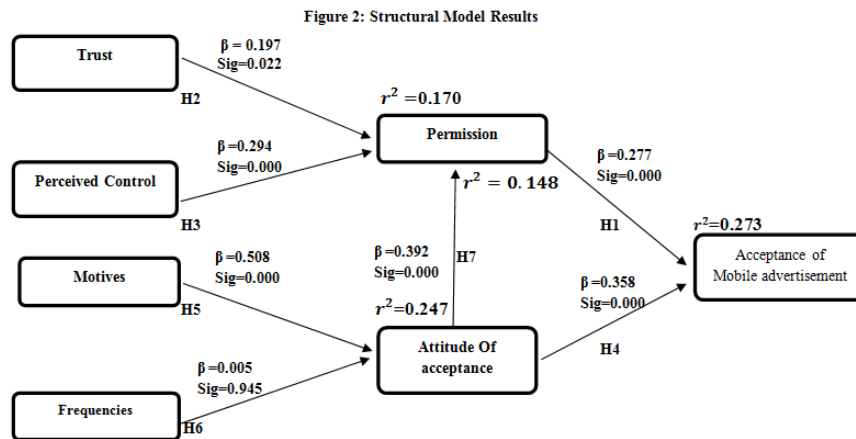 Figure 2: Structural Model Results
Trust
β = 0.197
Sig=0.022
H2
r² =0.170
Permission
r² = 0.148
Perceived Control
β=0.294
Sig=0.000
H3
β=0.277
Sig=0.000
H1
r²=0.273
Acceptance of
Mobile advertisement
Motives
β=0.508
Sig=0.000
H5
β=0.392
Sig=0.000
H7
r²=0.247
Attitude Of
acceptance
β=0.358
Sig=0.000
H4
Frequencies
β=0.005
Sig=0.945
H6